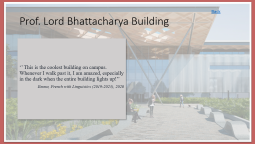 Prof. Lord Bhattacharya Building
“ This is the coolest building on campus.
Whenever I walk past it, I am amazed, especially
in the dark when the entire building lights up!”
Emma, French with Linguistics (2019-2023), 2020